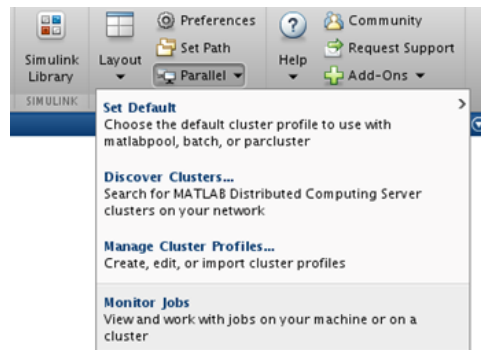 Simulink
Library
SIMULINK
Layout
Preferences
Set Path
Parallel
Help
Community
Request Support
Add-Ons
Set Default
Choose the default cluster profile to use with
matlabpool, batch, or parcluster
Discover Clusters...
Search for MATLAB Distributed Computing Server
clusters on your network
Manage Cluster Profiles...
Create, edit, or import cluster profiles
Monitor Jobs
View and work with jobs on your machine or on a
cluster